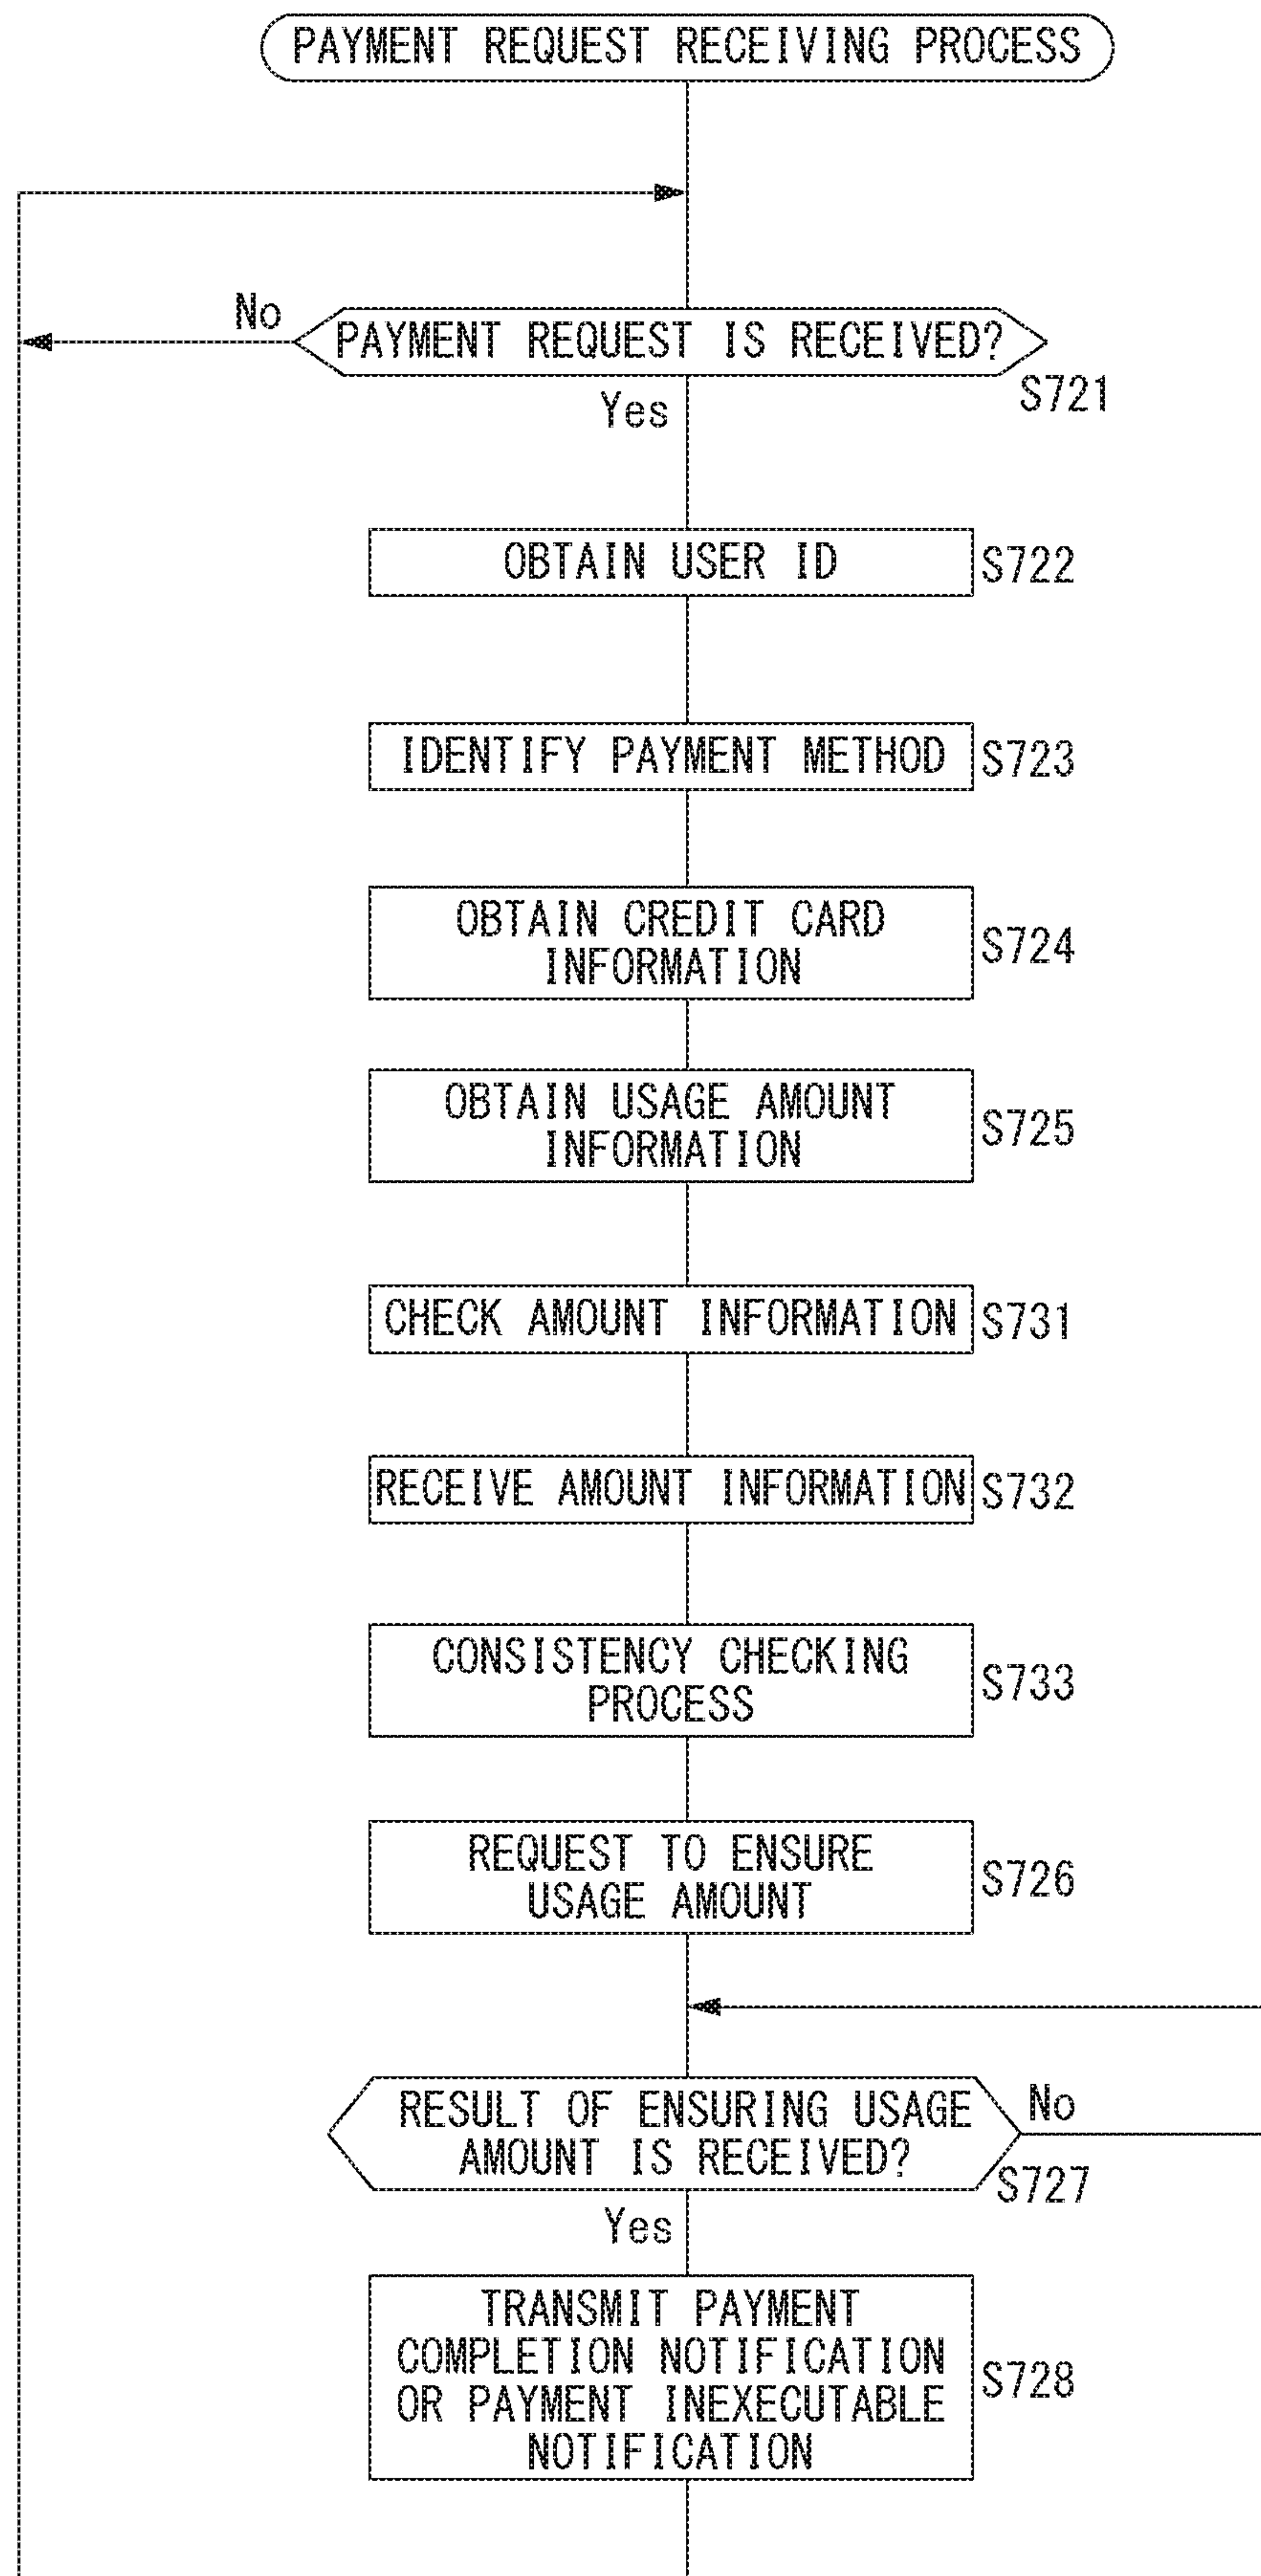 PAYMENT REQUEST RECEIVING PROCESS
No
PAYMENT REQUEST IS RECEIVED?
S721
Yes
OBTAIN USER ID
S722
IDENTIFY PAYMENT METHOD
S723
OBTAIN CREDIT CARD
INFORMATION
S724
OBTAIN USAGE AMOUNT
INFORMATION
S725
CHECK AMOUNT INFORMATION
S731
RECEIVE AMOUNT INFORMATION
S732
CONSISTENCY CHECKING
PROCESS
S733
REQUEST TO ENSURE
USAGE AMOUNT
S726
RESULT OF ENSURING USAGE
AMOUNT IS RECEIVED?
No
S727
Yes
TRANSMIT PAYMENT
COMPLETION NOTIFICATION
OR PAYMENT INEXECUTABLE
NOTIFICATION
S728